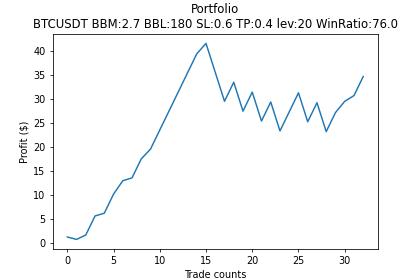 Portfolio
BTCUSDT BBM:2.7 BBL:180 SL:0.6 TP:0.4 lev:20 WinRatio:76.0
40
35
30
25
20
15
10
5
0
Profit ($)
0 5 10 15 20 25 30
Trade counts